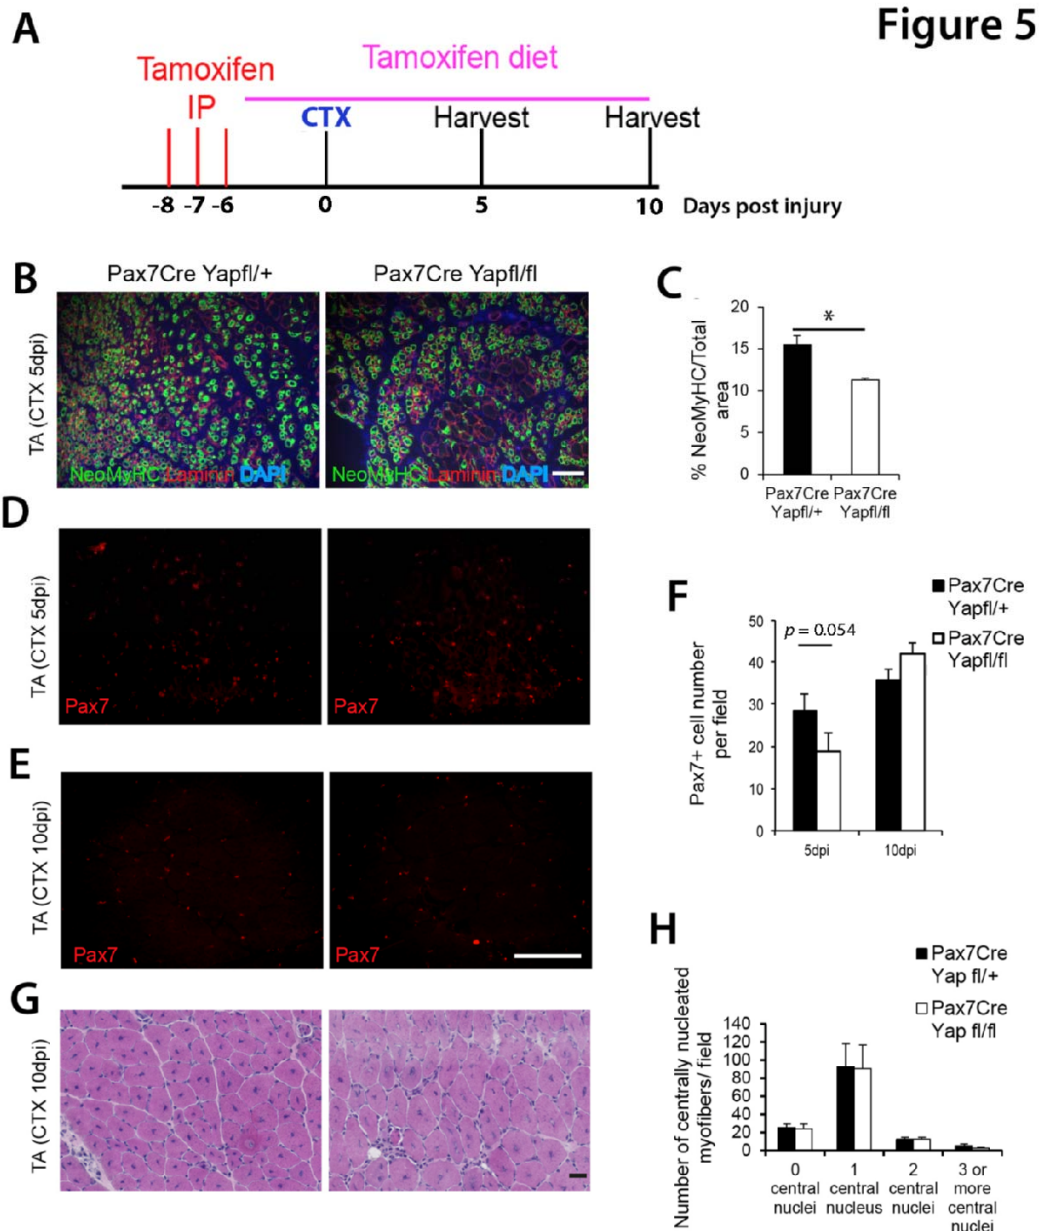 A
Figure 5
Tamoxifen diet
Tamoxifen
IP
CTX
Harvest
Harvest
-8 -7 -6 0 5 10 Days post injury
B
Pax7Cre Yapfl/+
Pax7Cre Yapfl/fl
TA (CTX 5dpi)
NeoMyHC Laminin DAPI
NeoMyHC Laminin DAPI
C
% NeoMyHC/Total
area
20
15
10
5
0
*
Pax7Cre
Yapfl/+
Pax7Cre
Yapfl/fl
D
TA (CTX 5dpi)
Pax7
Pax7
E
TA (CTX 10dpi)
Pax7
Pax7
F
Pax7Cre
Yapfl/+
Pax7Cre
Yapfl/fl
Pax7+ cell number
per field
50
40
30
20
10
0
p = 0.054
5dpi
10dpi
G
TA (CTX 10dpi)
H
Pax7Cre
Yap fl/+
Pax7Cre
Yap fl/fl
Number of centrally nucleated
myofibers/ field
140
120
100
80
60
40
20
0
0
central
nuclei
1
central
nucleus
2
central
nuclei
3 or
more
central
nuclei